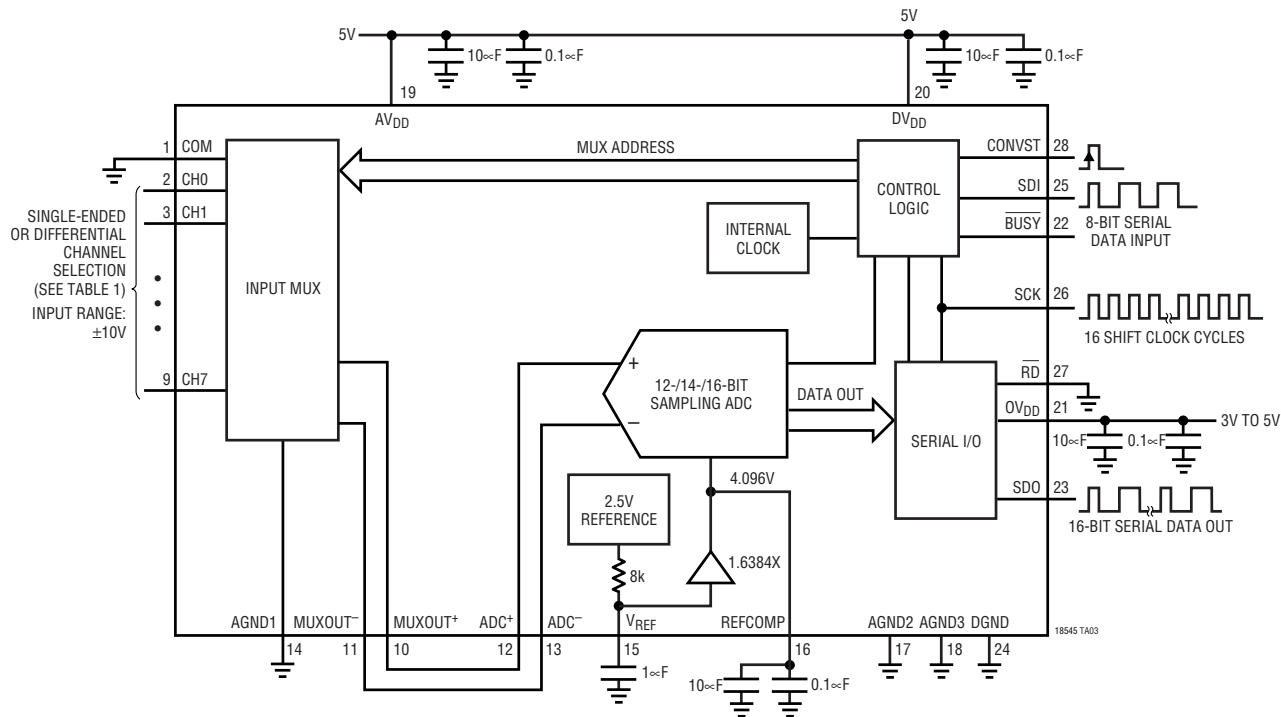 5V
5V
10∝F
0.1∝F
10∝F
0.1∝F
19
20
AVDD
DVDD
1
COM
MUX ADDRESS
CONVST
28
2
CH0
CONTROL
LOGIC
SDI
25
SINGLE-ENDED
OR DIFFERENTIAL
CHANNEL
SELECTION
(SEE TABLE 1)
INPUT RANGE:
±10V
3
CH1
INTERNAL
CLOCK
BUSY
22
8-BIT SERIAL
DATA INPUT
INPUT MUX
SCK
26
16 SHIFT CLOCK CYCLES
9
CH7
+
12-/14-/16-BIT
SAMPLING ADC
–
DATA OUT
RD
27
OVDD
21
3V TO 5V
SERIAL I/O
10∝F
0.1∝F
4.096V
2.5V
REFERENCE
SDO
23
16-BIT SERIAL DATA OUT
8k
1.6384X
AGND1
MUXOUT–
MUXOUT+
ADC+
ADC–
VREF
REFCOMP
AGND2
AGND3
DGND
18545 TA03
14
11
10
12
13
15
16
17
18
24
1∝F
10∝F
0.1∝F